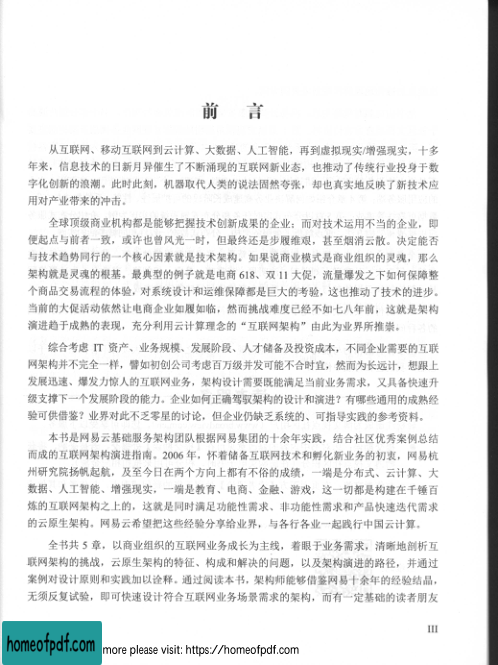 前　言
从互联网、移动互联网到云计算、大数据、人工智能，再到虚拟现实/增强现实，十多
年来，信息技术的日新月异催生了不断涌现的互联网新业态，也推动了传统行业投身于数
字化创新的浪潮。此时此刻，机器取代人类的说法固然夸张，却也真实地反映了新技术应
用对产业带来的冲击。
全球顶级商业机构都是能够把握技术创新成果的企业；而对技术运用不当的企业，即
便起点与前者一致，或许也曾风光一时，但最终还是步履维艰，甚至烟消云散。决定能否
与技术趋势同行的一个核心因素就是技术架构。如果说商业模式是商业组织的灵魂，那么
架构就是灵魂的根基。最典型的例子就是电商 618、双 11 大促，流量爆发之下如何保障整
个商品交易流程的体验，对系统设计和运维保障都是巨大的考验，这也推动了技术的进步。
当前的大促活动依然让电商企业如履如临，然而挑战难度已经不如七八年前，这就是架构
演进趋于成熟的表现，充分利用云计算理念的“互联网架构”由此为业界所推崇。
综合考虑 IT 资产、业务规模、发展阶段、人才储备及投资成本，不同企业需要的互联
网架构并不完全一样，譬如初创公司考虑百万级并发可能不合时宜，然而为长远计，想跟上
发展迅速、爆发力惊人的互联网业务，架构设计需要既能满足当前业务需求，又具备快速升
级支撑下一个发展阶段的能力。企业如何正确驾驭架构的设计和演进？有哪些通用的成熟经
验可供借鉴？业界对此不乏零星的讨论，但企业仍缺乏系统的、可指导实践的参考资料。
本书是网易云基础服务架构团队根据网易集团的十余年实践，结合社区优秀案例总结
而成的互联网架构演进指南。2006 年，怀着储备互联网技术和孵化新业务的初衷，网易杭
州研究院扬帆起航，及至今日在两个方向上都有不俗的成绩，一端是分布式、云计算、大
数据、人工智能、增强现实，一端是教育、电商、金融、游戏，这一切都是构建在千锤百
炼的互联网架构之上的，这就是同时满足功能性需求、非功能性需求和产品快速迭代需求
的云原生架构。网易云希望把这些经验分享给业界，与各行各业一起践行中国云计算。
全书共 5 章，以商业组织的互联网业务成长为主线，着眼于业务需求，清晰地剖析互
联网架构的挑战，云原生架构的特征、构成和解决的问题，以及架构演进的路径，并通过
案例对设计原则和实践加以诠释。通过阅读本书，架构师能够借鉴网易十余年的经验结晶，
无须反复试验，即可快速设计符合互联网业务场景需求的架构，而有一定基础的读者朋友
III
homeofpdf.com
more please visit: https://homeofpdf.com